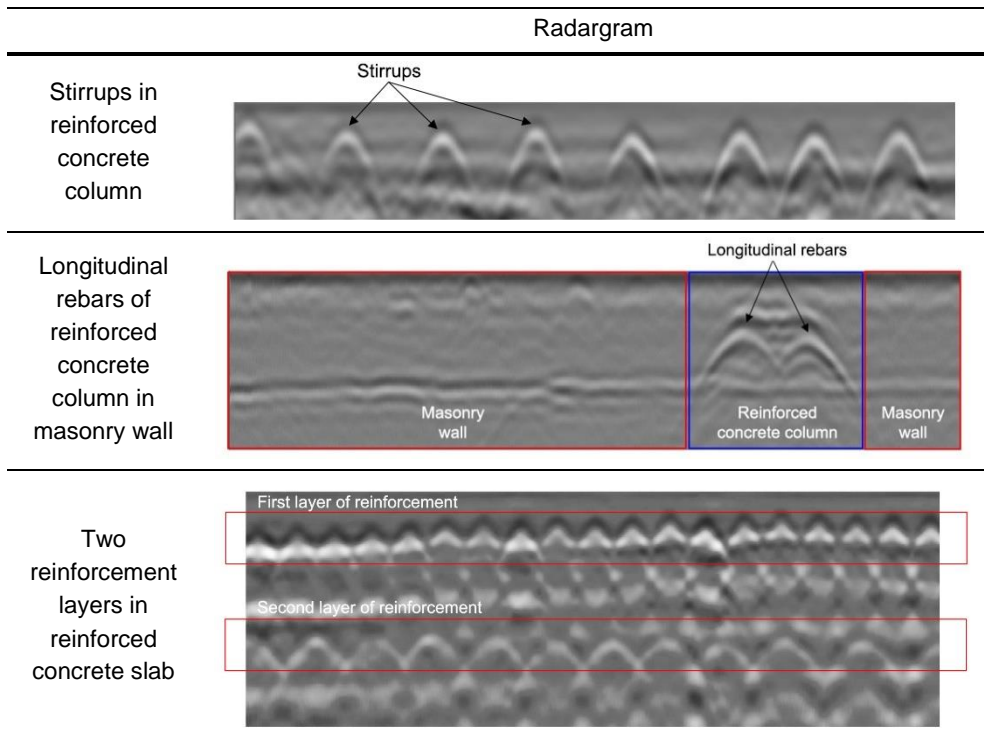 Radargram
Stirrups in
reinforced
concrete
column
Stirrups
Longitudinal
rebars of
reinforced
concrete
column in
masonry wall
Longitudinal rebars
Masonry
wall
Reinforced
concrete column
Masonry
wall
Two
reinforcement
layers in
reinforced
concrete slab
First layer of reinforcement
Second layer of reinforcement